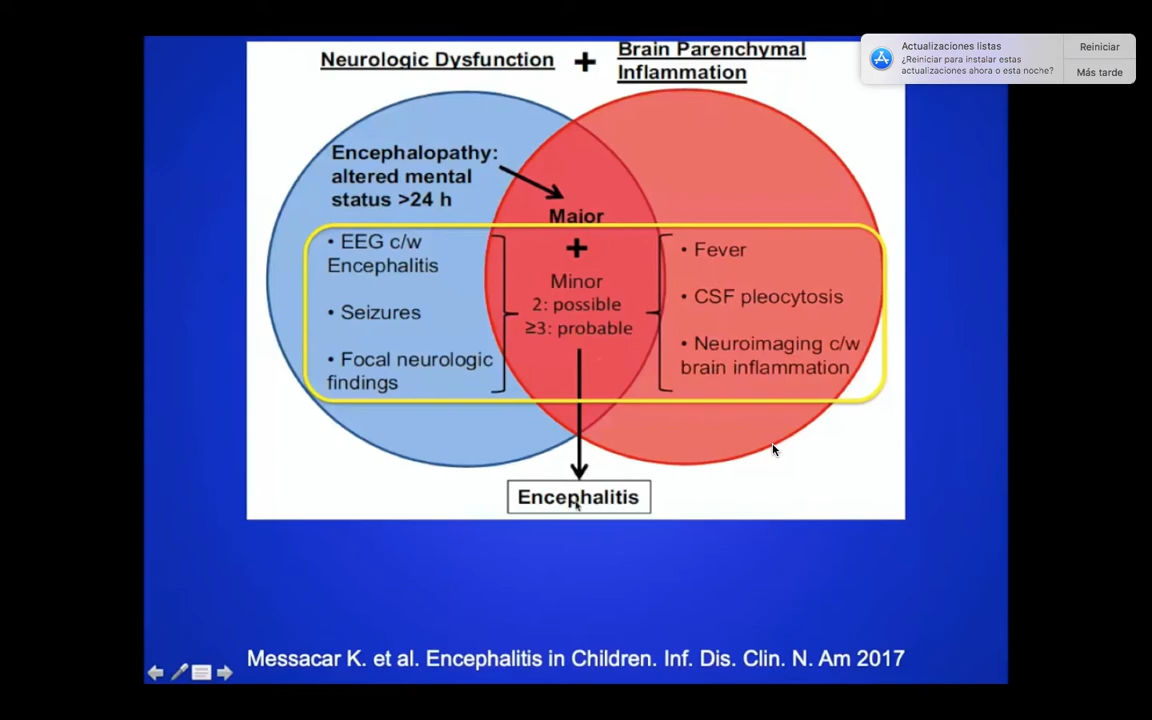 Neurologic Dysfunction + Brain Parenchymal
Inflammation
Actualizaciones listas
¿Reiniciar para instalar estas
actualizaciones ahora o esta noche?
Reiniciar
Más tarde
Encephalopathy:
altered mental
status >24 h
Major
+
• EEG c/w
Encephalitis
• Seizures
• Focal neurologic
findings
Minor
2: possible
≥3: probable
• Fever
• CSF pleocytosis
• Neuroimaging c/w
brain inflammation
Encephalitis
Messacar K. et al. Encephalitis in Children. Inf. Dis. Clin. N. Am 2017